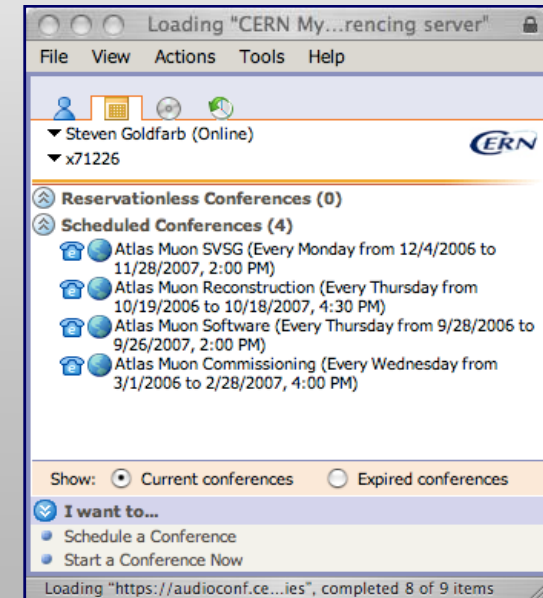 Loading "CERN My...rencing server"
File View Actions Tools Help
Steven Goldfarb (Online)
CERN
x71226
Reservationless Conferences (0)
Scheduled Conferences (4)
Atlas Muon SVSG (Every Monday from 12/4/2006 to
11/28/2007, 2:00 PM)
Atlas Muon Reconstruction (Every Thursday from
10/19/2006 to 10/18/2007, 4:30 PM)
Atlas Muon Software (Every Thursday from 9/28/2006 to
9/26/2007, 2:00 PM)
Atlas Muon Commissioning (Every Wednesday from
3/1/2006 to 2/28/2007, 4:00 PM)
Show: Current conferences Expired conferences
I want to...
Schedule a Conference
Start a Conference Now
Loading "https://audioconf.ce...ies", completed 8 of 9 items